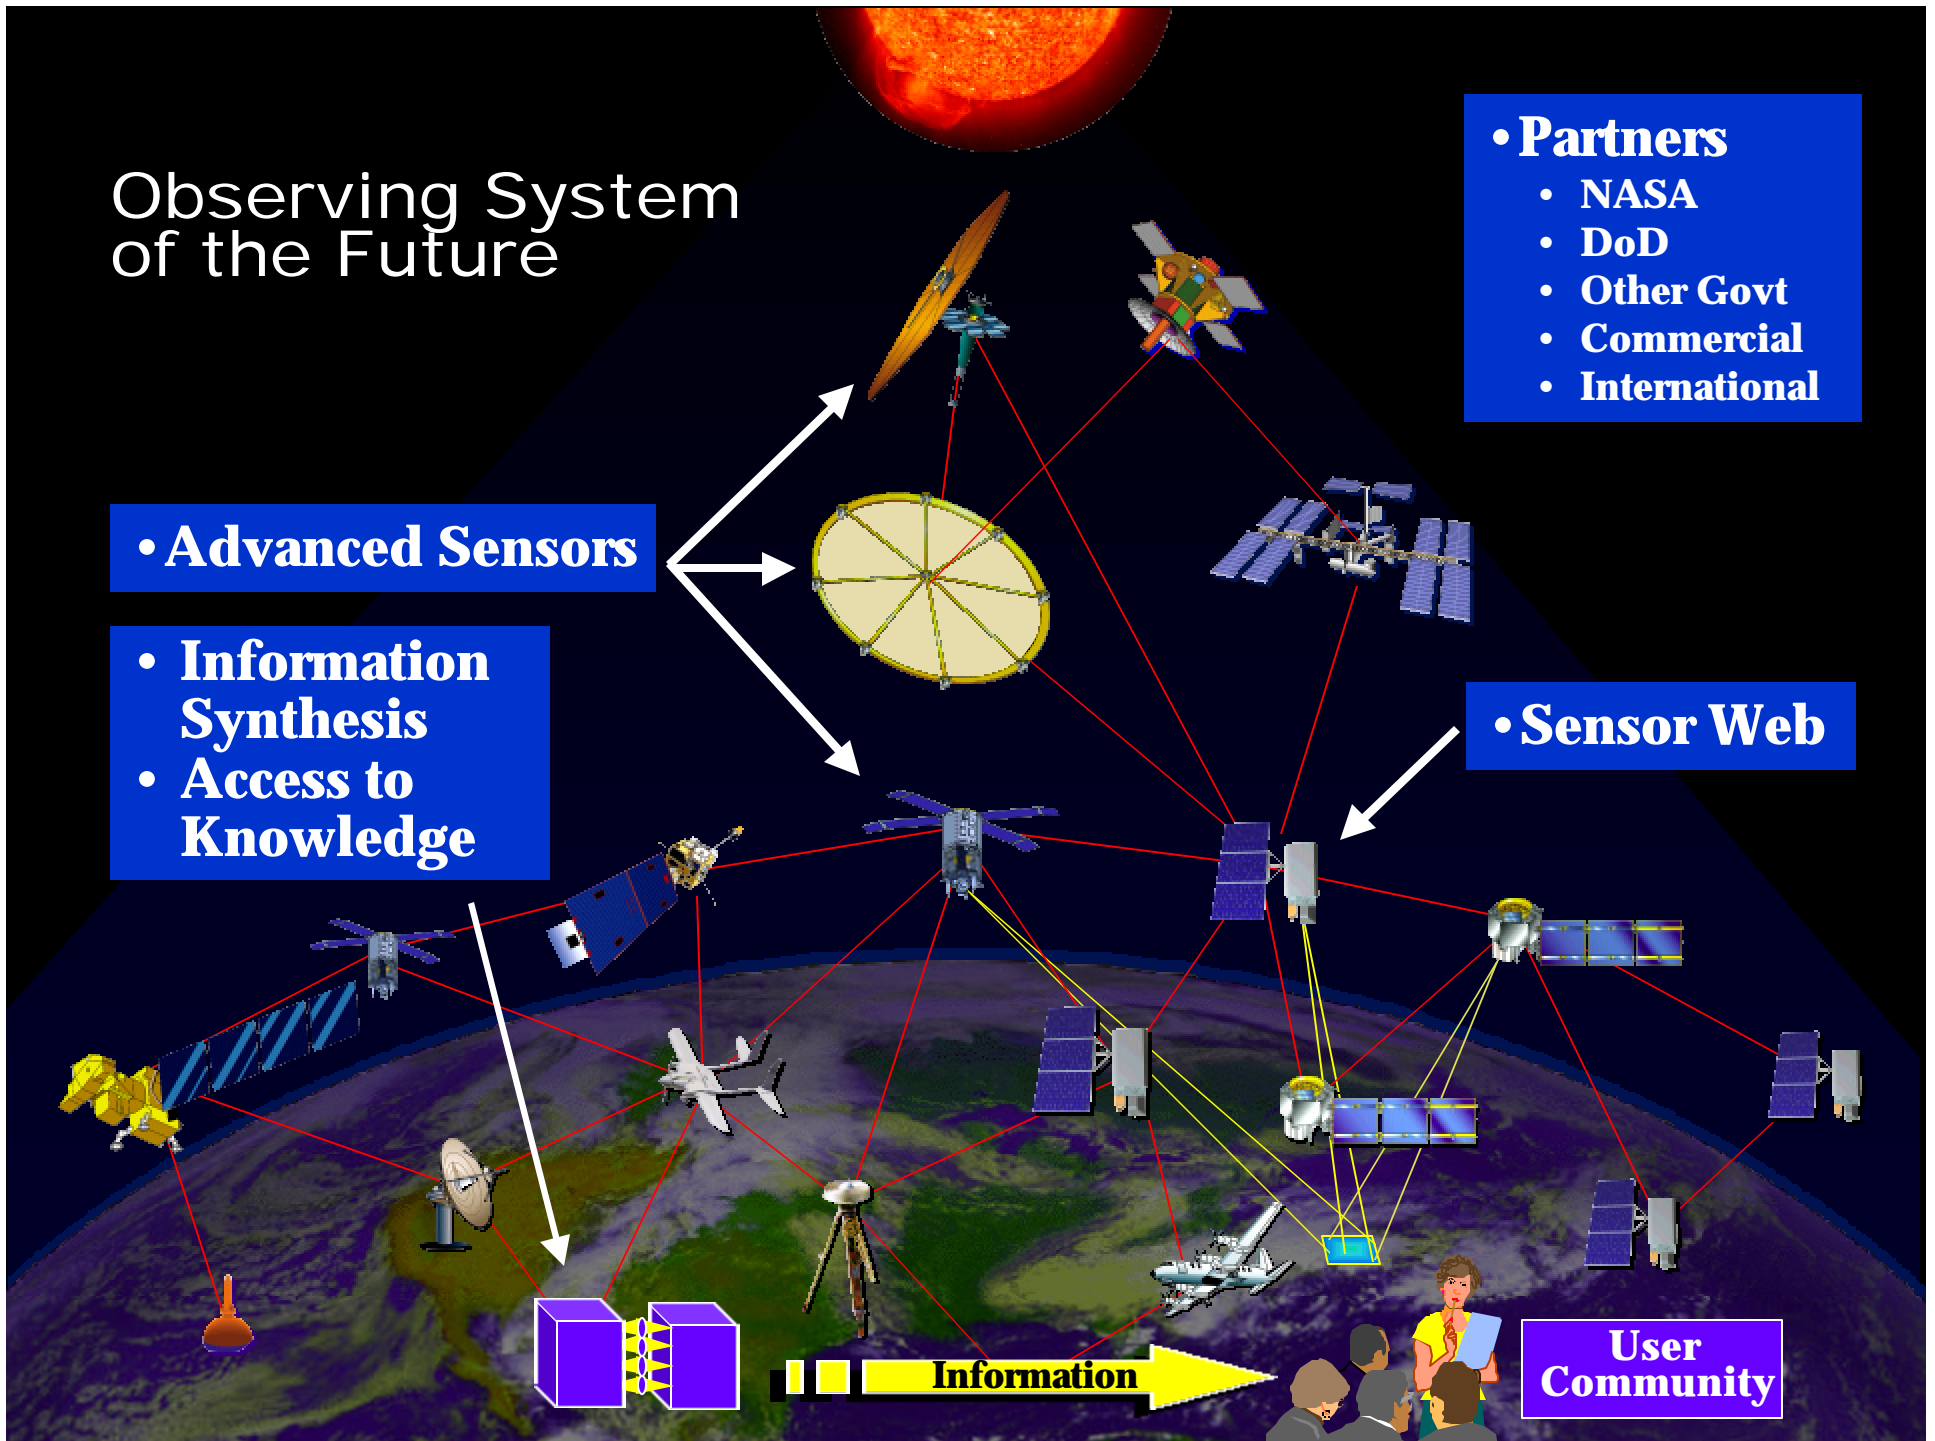 Observing System
of the Future
•Partners
• NASA
• DoD
• Other Govt
• Commercial
• International
•Advanced Sensors
• Information
Synthesis
• Access to
Knowledge
•Sensor Web
Information
User
Community